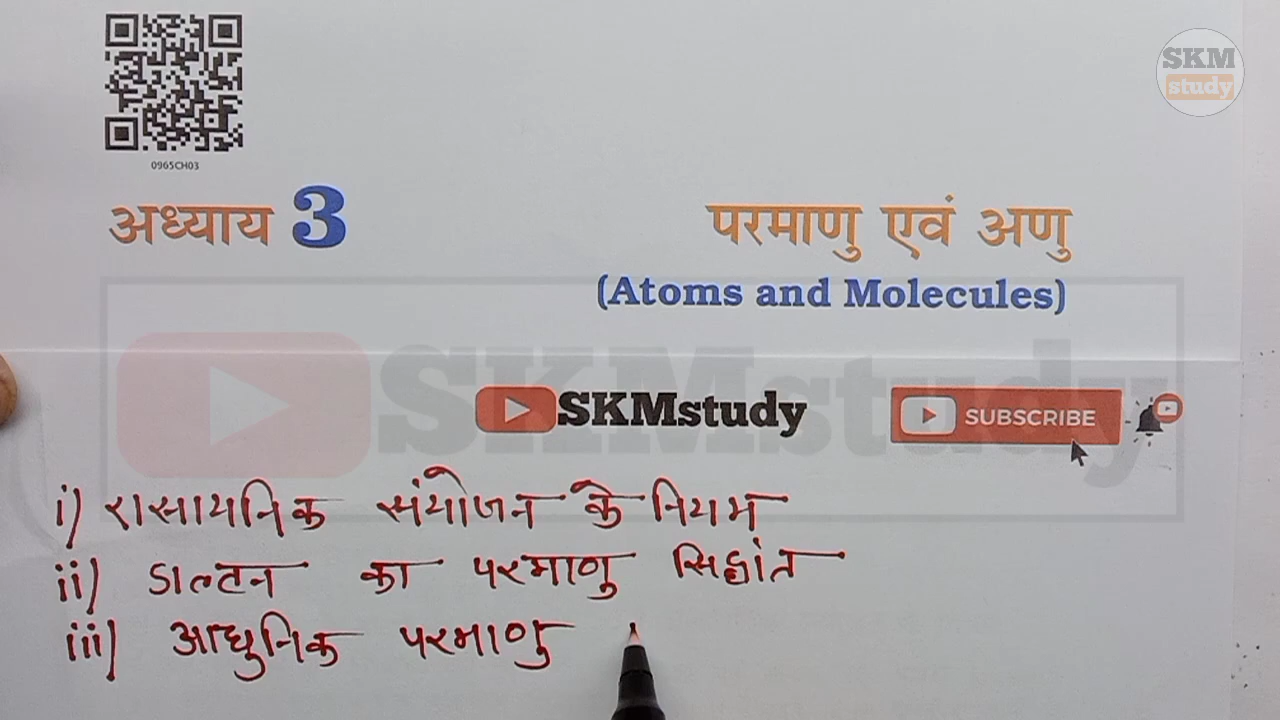 SKM
study
0965CH03
अध्याय 3
परमाणु एवं अणु
(Atoms and Molecules)
SKMstudy
SKMstudy
SUBSCRIBE
i) रासायनिक संयोजन के नियम
ii) डाल्टन का परमाणु सिद्धांत
iii) आधुनिक परमाणु